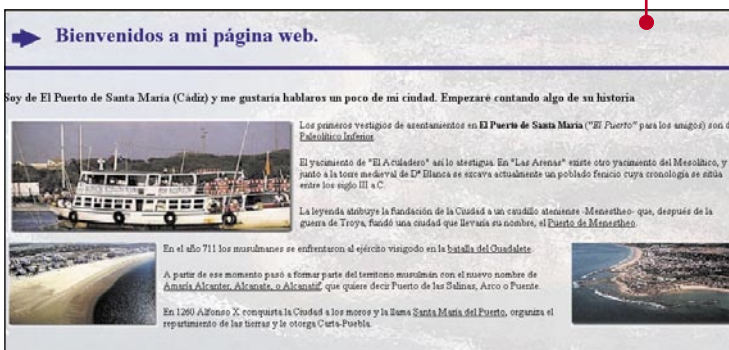 Bienvenidos a mi página web.
Soy de El Puerto de Santa María (Cádiz) y me gustaría hablaros un poco de mi ciudad. Empezaré contando algo de su historia
Los primeros vestigios de asentamientos en El Puerto de Santa María ("El Puerto" para los amigos) son d
Paleolítico Inferior.
El yacimiento de "El Aculadero" así lo atestigua. En "Las Arenas" existe otro yacimiento del Mesolítico, y
junto a la torre medieval de Dª Blanca se excava actualmente un poblado fenicio cuya cronología se sitúa
entre los siglo III a C.
La leyenda atribuye la fundación de la Ciudad a un caudillo ateniense -Menestheo- que, después de la
guerra de Troya, fundó una ciudad que llevaría su nombre, el Puerto de Menestheo.
En el año 711 los musulmanes se enfrentaron al ejército visigodo en la batalla del Guadalete.
A partir de ese momento pasó a formar parte del territorio musulmán con el nuevo nombre de
Amaría Alcanter, Alcanate, o Alcanatif, que quiere decir Puerto de las Salinas, Arco o Puente.
En 1260 Alfonso X conquista la Ciudad a los moros y la llama Santa María del Puerto, organiza el
repartimiento de las tierras y le otorga Carta-Puebla.